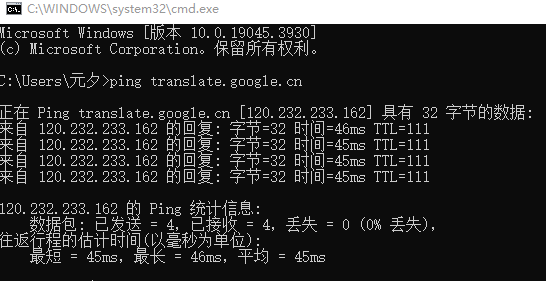 C:\WINDOWS\system32\cmd.exe
Microsoft Windows [版本 10.0.19045.3930]
(c) Microsoft Corporation。保留所有权利。
C:\Users\元夕>ping translate.google.cn
正在 Ping translate.google.cn [120.232.233.162] 具有 32 字节的数据:
来自 120.232.233.162 的回复: 字节=32 时间=46ms TTL=111
来自 120.232.233.162 的回复: 字节=32 时间=45ms TTL=111
来自 120.232.233.162 的回复: 字节=32 时间=45ms TTL=111
来自 120.232.233.162 的回复: 字节=32 时间=45ms TTL=111
120.232.233.162 的 Ping 统计信息:
数据包: 已发送 = 4，已接收 = 4，丢失 = 0 (0% 丢失)，
往返行程的估计时间(以毫秒为单位):
最短 = 45ms，最长 = 46ms，平均 = 45ms